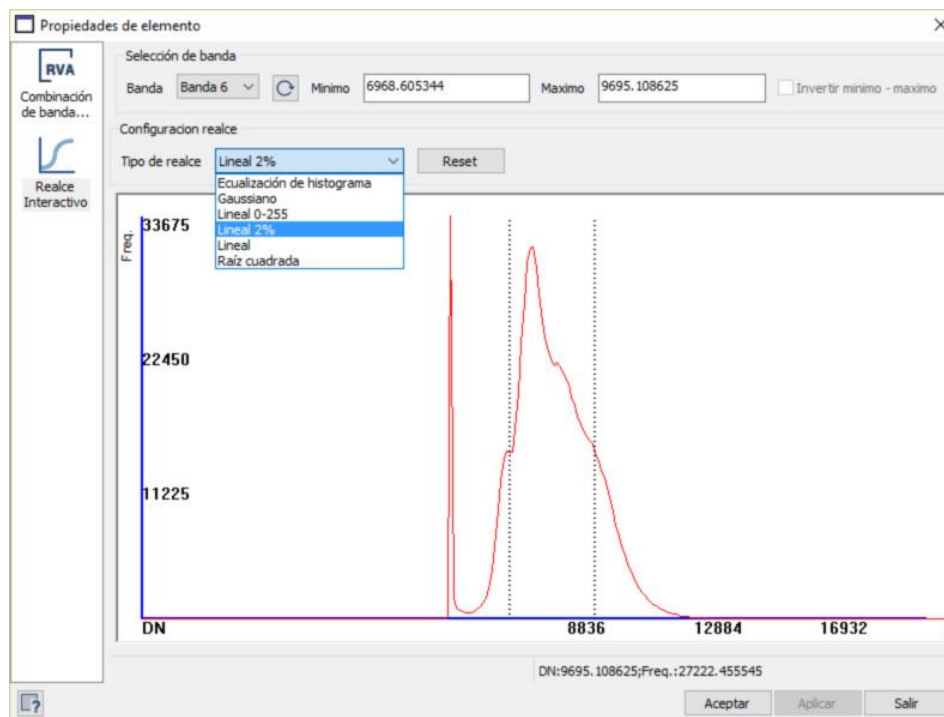 Propiedades de elemento
RVA
Combinación
de banda...
Realce
Interactivo
Selección de banda
Banda Banda 6 Minimo 6968.605344 Maximo 9695.108625 Invertir minimo - maximo
Configuracion realce
Tipo de realce Lineal 2% Reset
Ecualización de histograma
Gaussiano
Lineal 0-255
Lineal 2%
Lineal
Raíz cuadrada
Freq.
33675
22450
11225
DN 8836 12884 16932
DN:9695.108625;Freq.:27222.455545
?
Aceptar Aplicar Salir